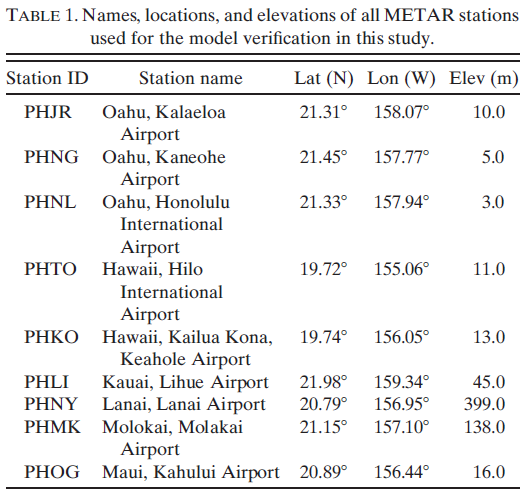 TABLE 1. Names, locations, and elevations of all METAR stations
used for the model verification in this study.
Station ID Station name Lat (N) Lon (W) Elev (m)
PHJR Oahu, Kalaeloa 21.31° 158.07° 10.0
Airport
PHNG Oahu, Kaneohe 21.45° 157.77° 5.0
Airport
PHNL Oahu, Honolulu 21.33° 157.94° 3.0
International
Airport
PHTO Hawaii, Hilo 19.72° 155.06° 11.0
International
Airport
PHKO Hawaii, Kailua Kona, 19.74° 156.05° 13.0
Keahole Airport
PHLI Kauai, Lihue Airport 21.98° 159.34° 45.0
PHNY Lanai, Lanai Airport 20.79° 156.95° 399.0
PHMK Molokai, Molakai 21.15° 157.10° 138.0
Airport
PHOG Maui, Kahului Airport 20.89° 156.44° 16.0